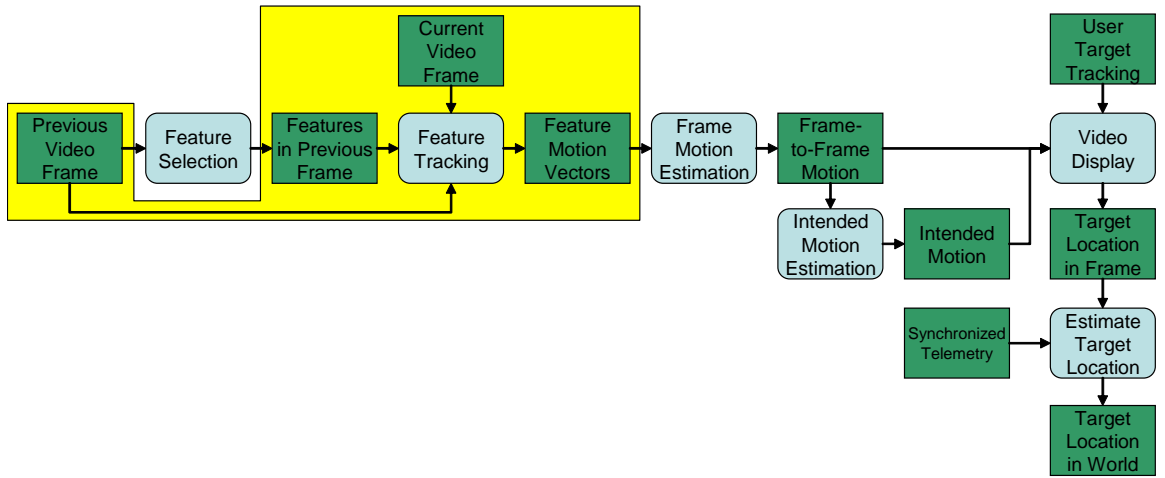 Current
Video
Frame
User
Target
Tracking
Previous
Video
Frame
Feature
Selection
Features
in Previous
Frame
Feature
Tracking
Feature
Motion
Vectors
Frame
Motion
Estimation
Frame-
to-Frame
Motion
Video
Display
Intended
Motion
Estimation
Intended
Motion
Target
Location
in Frame
Synchronized
Telemetry
Estimate
Target
Location
Target
Location
in World